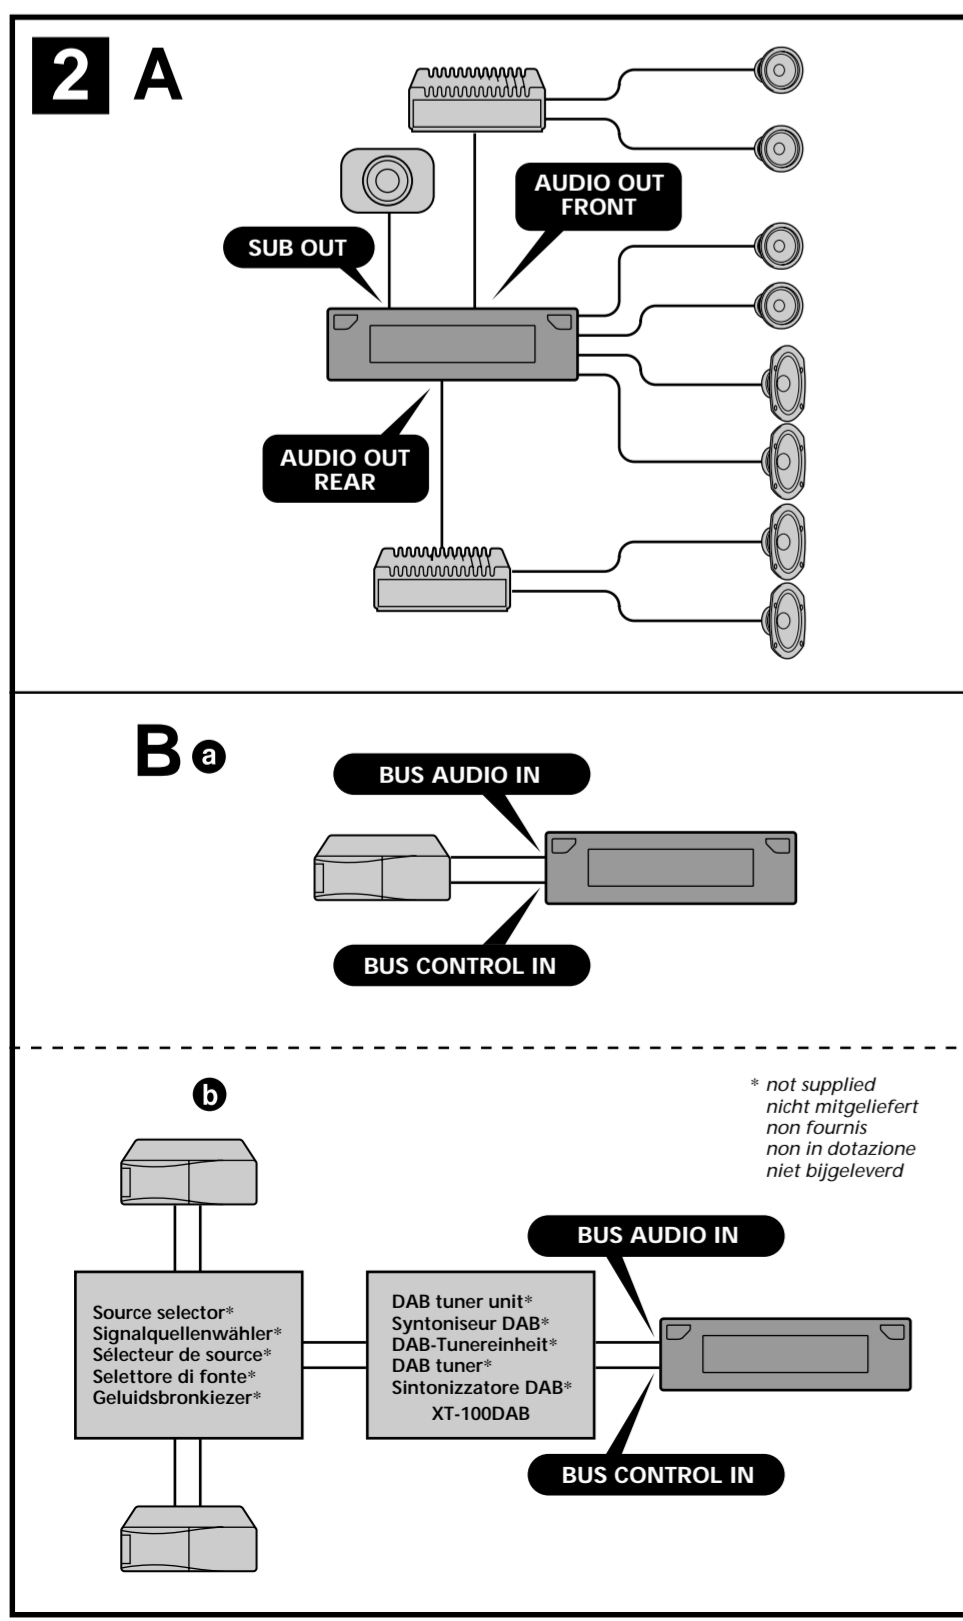 2 A
AUDIO OUT
FRONT
SUB OUT
AUDIO OUT
REAR
B a
BUS AUDIO IN
BUS CONTROL IN
b
* not supplied
nicht mitgeliefert
non fournis
non in dotazione
niet bijgeleverd
BUS AUDIO IN
Source selector*
Signalquellenwähler*
Sélecteur de source*
Selettore di fonte*
Geluidsbronkiezer*
DAB tuner unit*
Syntoniseur DAB*
DAB-Tunereinheit*
DAB tuner*
Sintonizzatore DAB*
XT-100DAB
BUS CONTROL IN